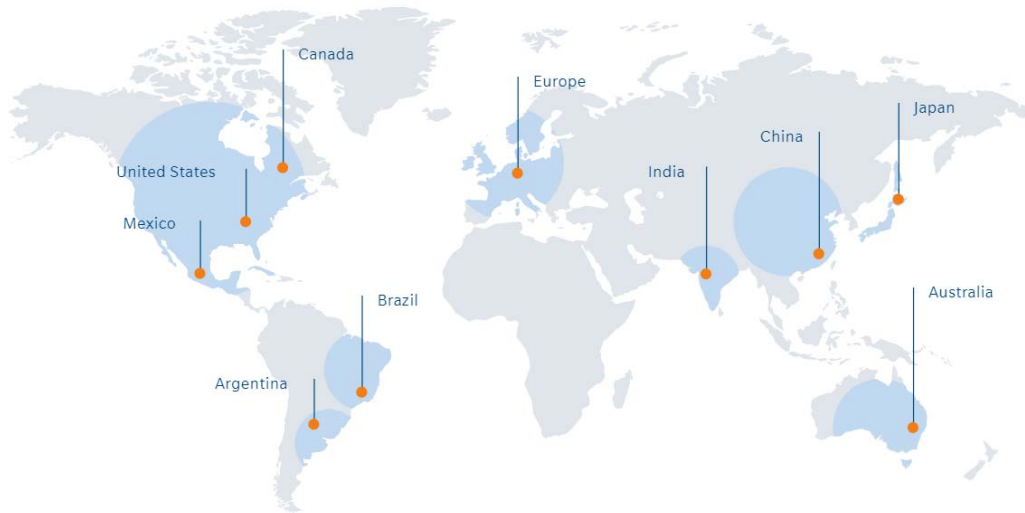 Canada
Europe
Japan
China
United States
India
Mexico
Australia
Brazil
Argentina